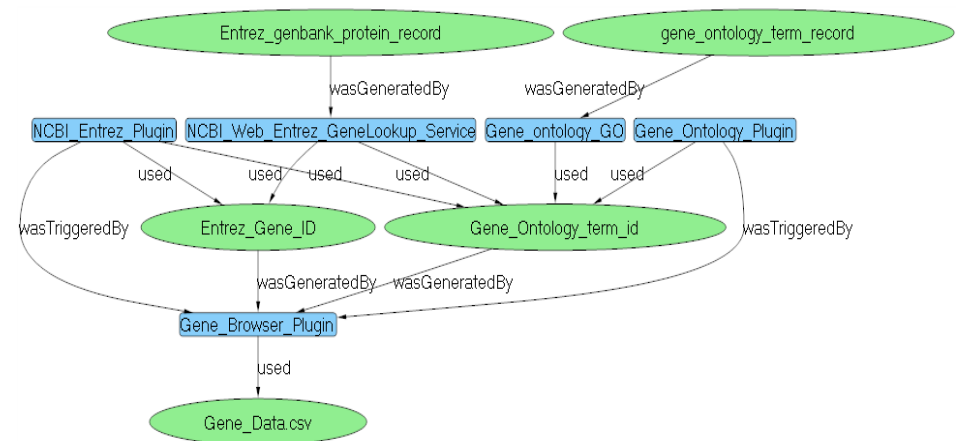 Entrez_genbank_protein_record
gene_ontology_term_record
wasGeneratedBy
wasGeneratedBy
NCBI_Entrez_Plugin
NCBI_Web_Entrez_GeneLookup_Service
Gene_ontology_GO
Gene_Ontology_Plugin
used
used
used
used
used
used
wasTriggeredBy
Entrez_Gene_ID
Gene_Ontology_term_id
wasTriggeredBy
wasGeneratedBy
wasGeneratedBy
Gene_Browser_Plugin
used
Gene_Data.csv